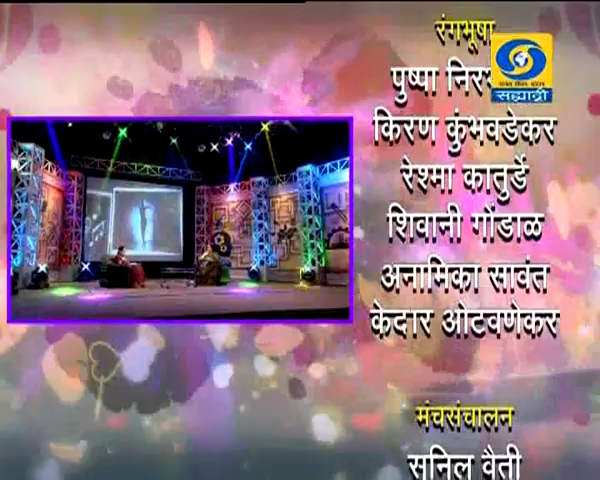 रंगभूषा
पुष्पा
किरण कुंभवडेकर
रेश्मा कातुर्डे
शिवानी गोंडाळ
अनामिका सावंत
केदार ओटवणेकर
मंचसंचालन
सुनिल वैती
सह्याद्री